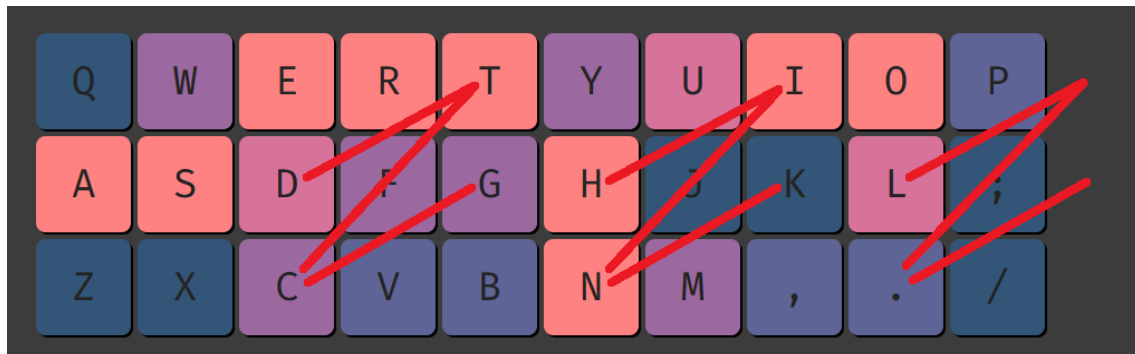 Q W E R T Y U I O P
A S D F G H J K L ;
Z X C V B N M , . /